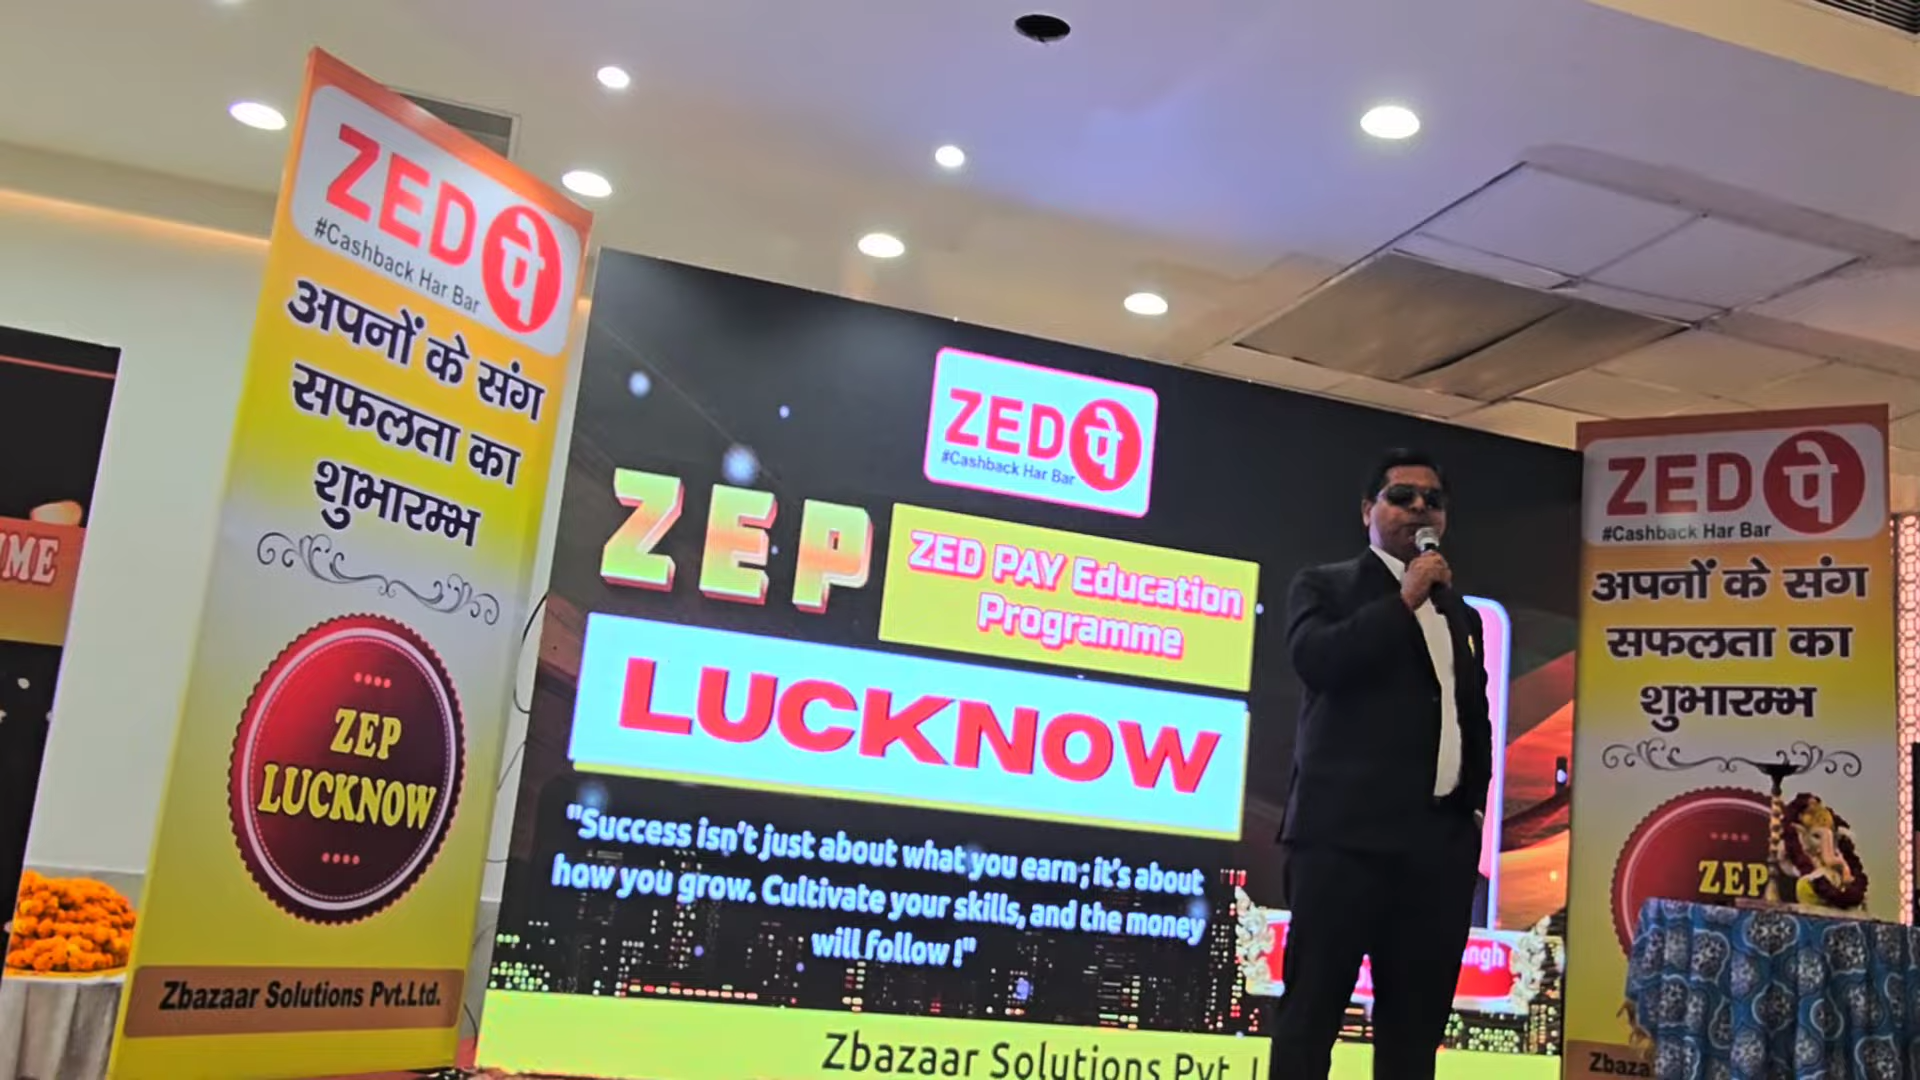 ZED पे
#Cashback Har Bar
अपनों के संग
सफलता का
शुभारम्भ
ZEP
LUCKNOW
Zbazaar Solutions Pvt.Ltd.
ME
ZED पे
#Cashback Har Bar
ZEP
ZED PAY Education
Programme
LUCKNOW
"Success isn't just about what you earn; it's about
how you grow. Cultivate your skills, and the money
will follow !"
Zbazaar Solutions Pvt.
ZED पे
#Cashback Har Bar
अपनों के संग
सफलता का
शुभारम्भ
ZEP
Zbaza